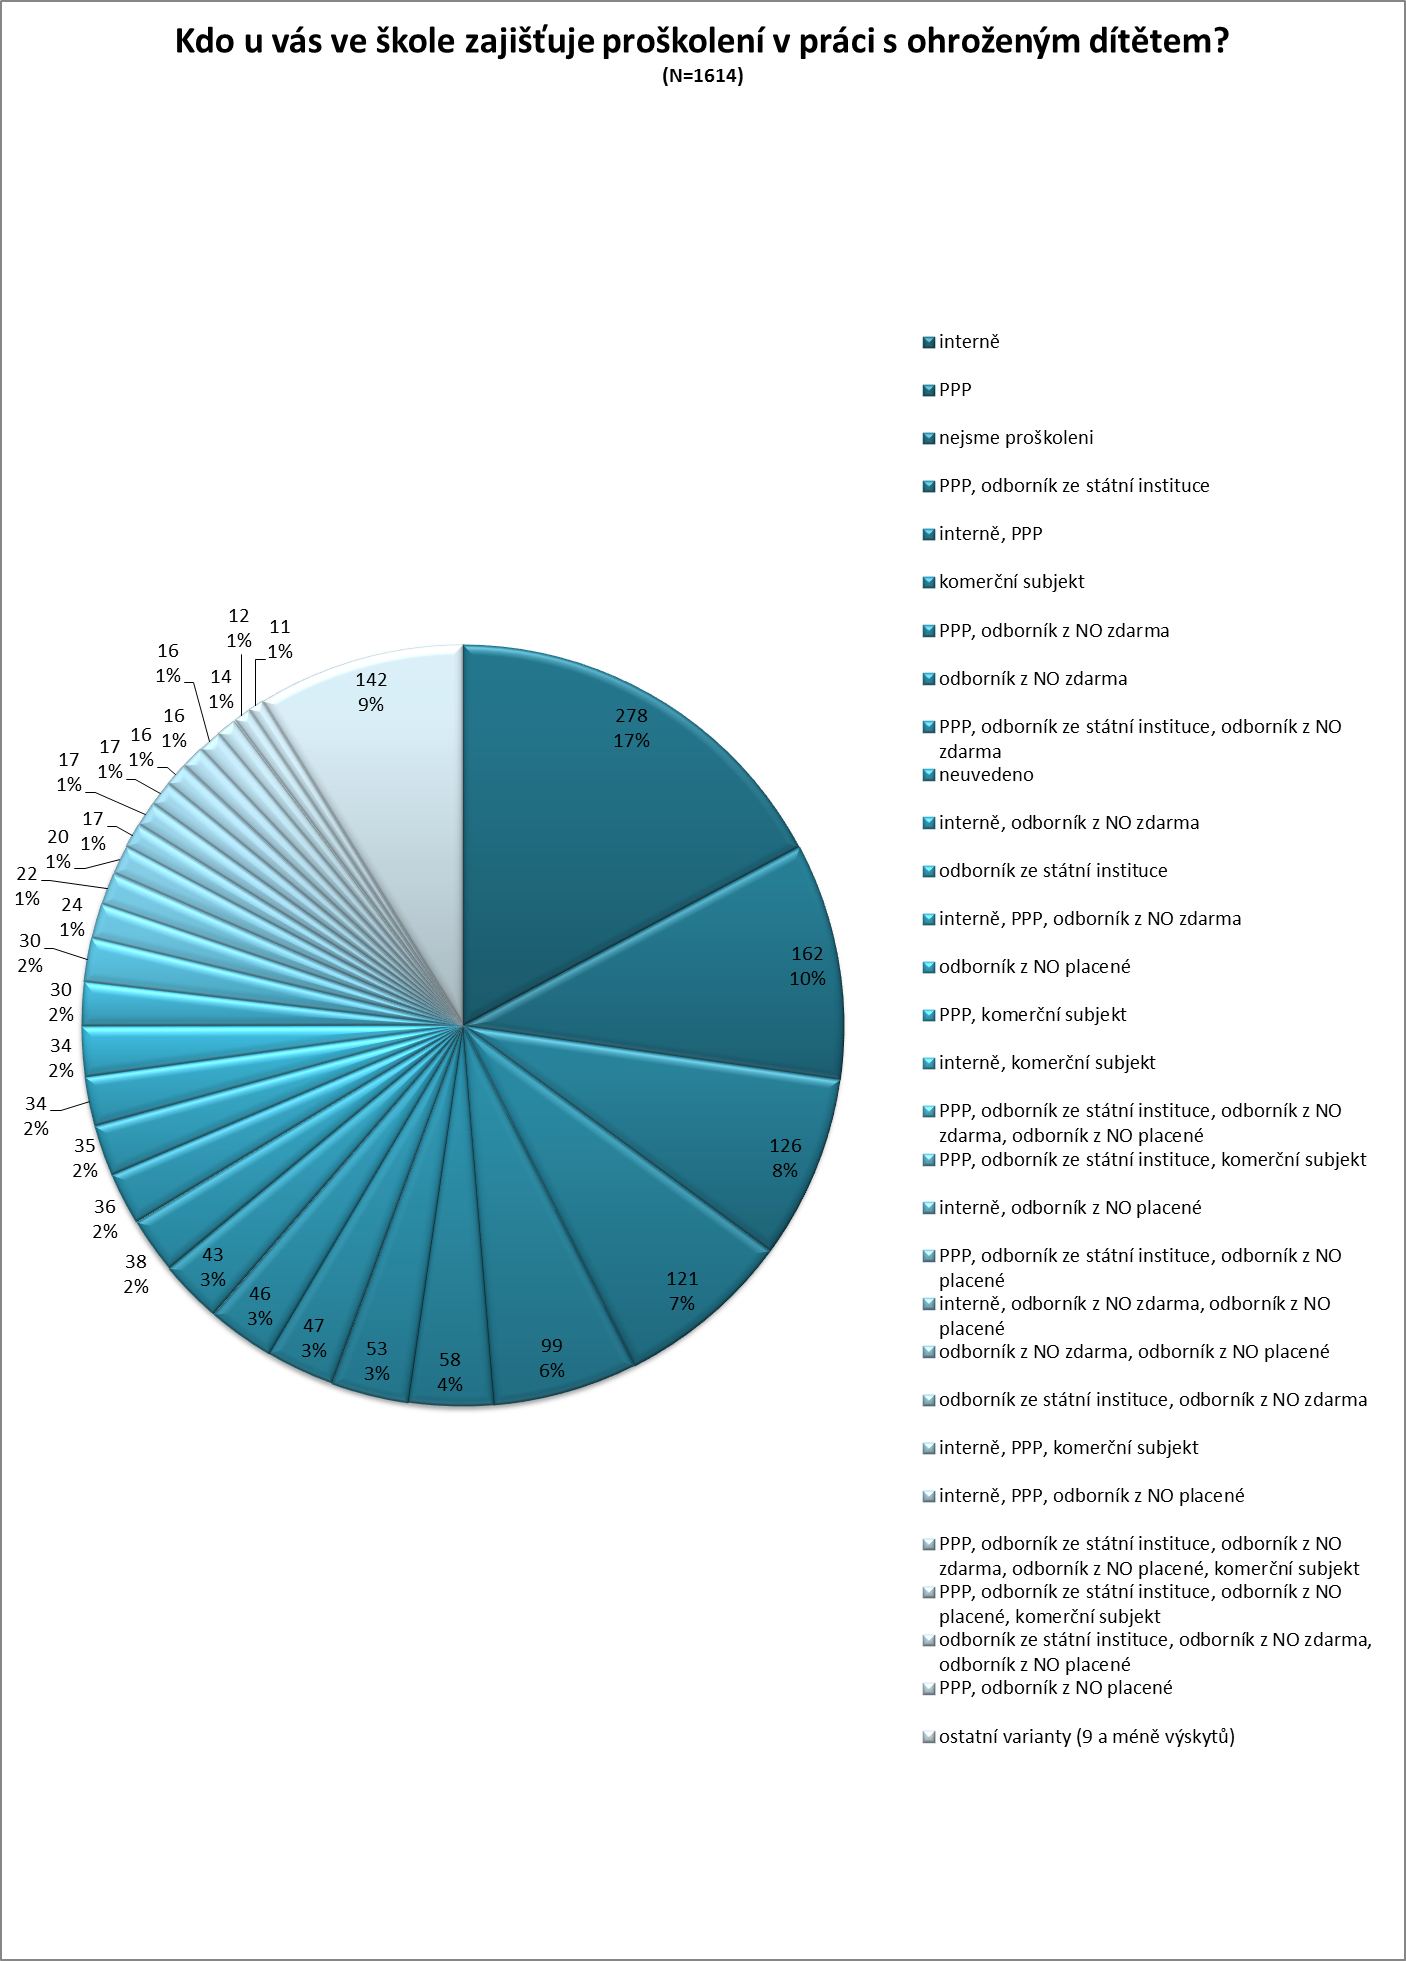 Kdo u vás ve škole zajišťuje proškolení v práci s ohroženým dítětem?
(N=1614)
278
17%
162
10%
126
8%
121
7%
99
6%
58
4%
53
3%
47
3%
46
3%
43
3%
38
2%
36
2%
35
2%
34
2%
34
2%
30
2%
30
2%
24
1%
22
1%
20
1%
17
1%
17
1%
17
1%
16
1%
16
1%
16
1%
14
1%
12
1%
11
1%
142
9%
interně
PPP
nejsme proškoleni
PPP, odborník ze státní instituce
interně, PPP
komerční subjekt
PPP, odborník z NO zdarma
odborník z NO zdarma
PPP, odborník ze státní instituce, odborník z NO
zdarma
neuvedeno
interně, odborník z NO zdarma
odborník ze státní instituce
interně, PPP, odborník z NO zdarma
odborník z NO placené
PPP, komerční subjekt
interně, komerční subjekt
PPP, odborník ze státní instituce, odborník z NO
zdarma, odborník z NO placené
PPP, odborník ze státní instituce, komerční subjekt
interně, odborník z NO placené
PPP, odborník ze státní instituce, odborník z NO
placené
interně, odborník z NO zdarma, odborník z NO
placené
odborník z NO zdarma, odborník z NO placené
odborník ze státní instituce, odborník z NO zdarma
interně, PPP, komerční subjekt
interně, PPP, odborník z NO placené
PPP, odborník ze státní instituce, odborník z NO
zdarma, odborník z NO placené, komerční subjekt
PPP, odborník ze státní instituce, odborník z NO
placené, komerční subjekt
odborník ze státní instituce, odborník z NO zdarma,
odborník z NO placené
PPP, odborník z NO placené
ostatní varianty (9 a méně výskytů)